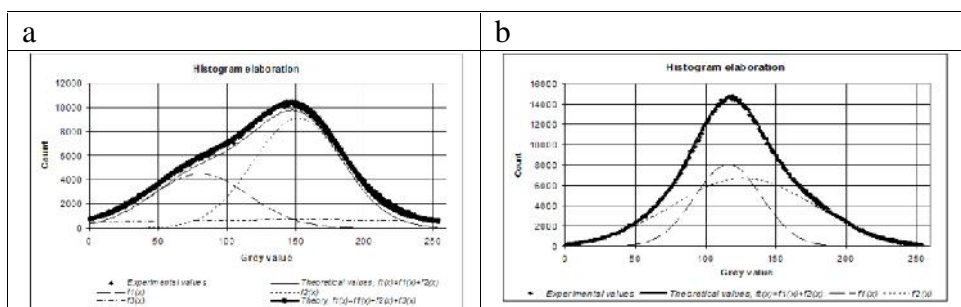 a
b
Histogram elaboration
12000
10000
8000
6000
4000
2000
0
Count
0 50 100 150 200 250
Grey value
Experimental values
Theoretical values, ft(x)=f1(x)+f2(x)
f1(x)
f2(x)
f3(x)
Theory, f1(x)+f2(x)+f3(x)
Histogram elaboration
16000
14000
12000
10000
8000
6000
4000
2000
0
Count
0 50 100 150 200 250
Grey value
Experimental values
Theoretical values, ft(x)=f1(x)+f2(x)
f1(x)
f2(x)